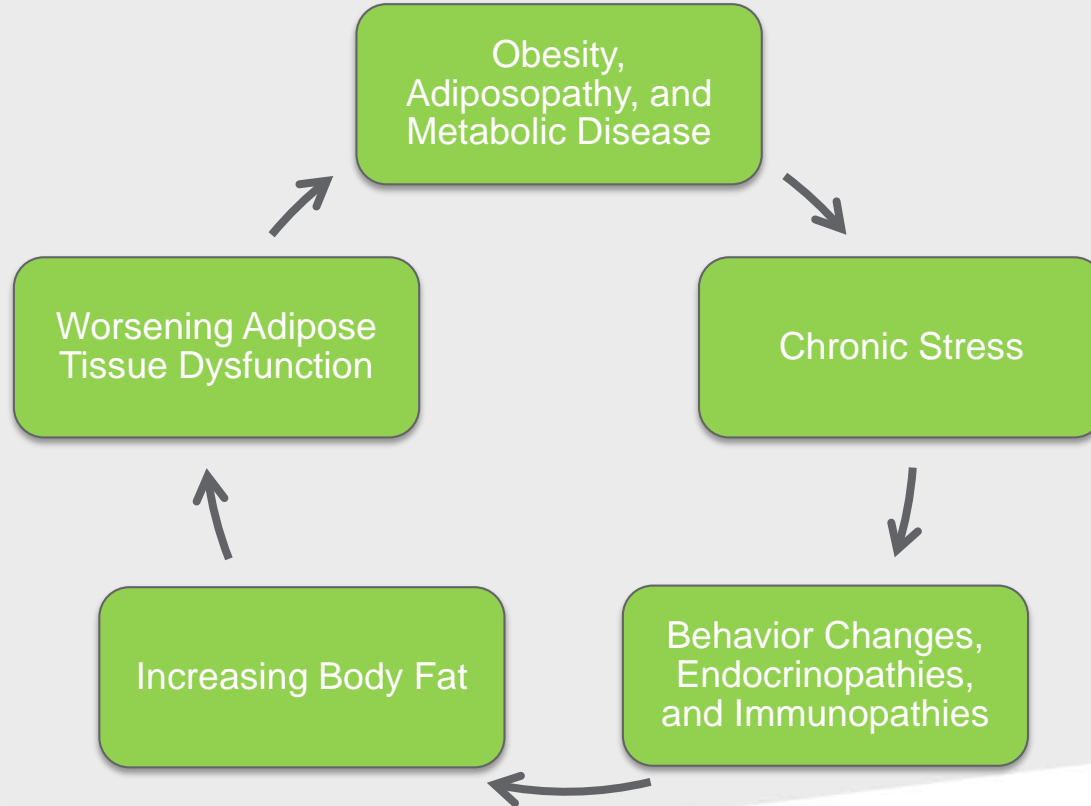 Obesity,
Adiposopathy, and
Metabolic Disease
Chronic Stress
Behavior Changes,
Endocrinopathies,
and Immunopathies
Increasing Body Fat
Worsening Adipose
Tissue Dysfunction